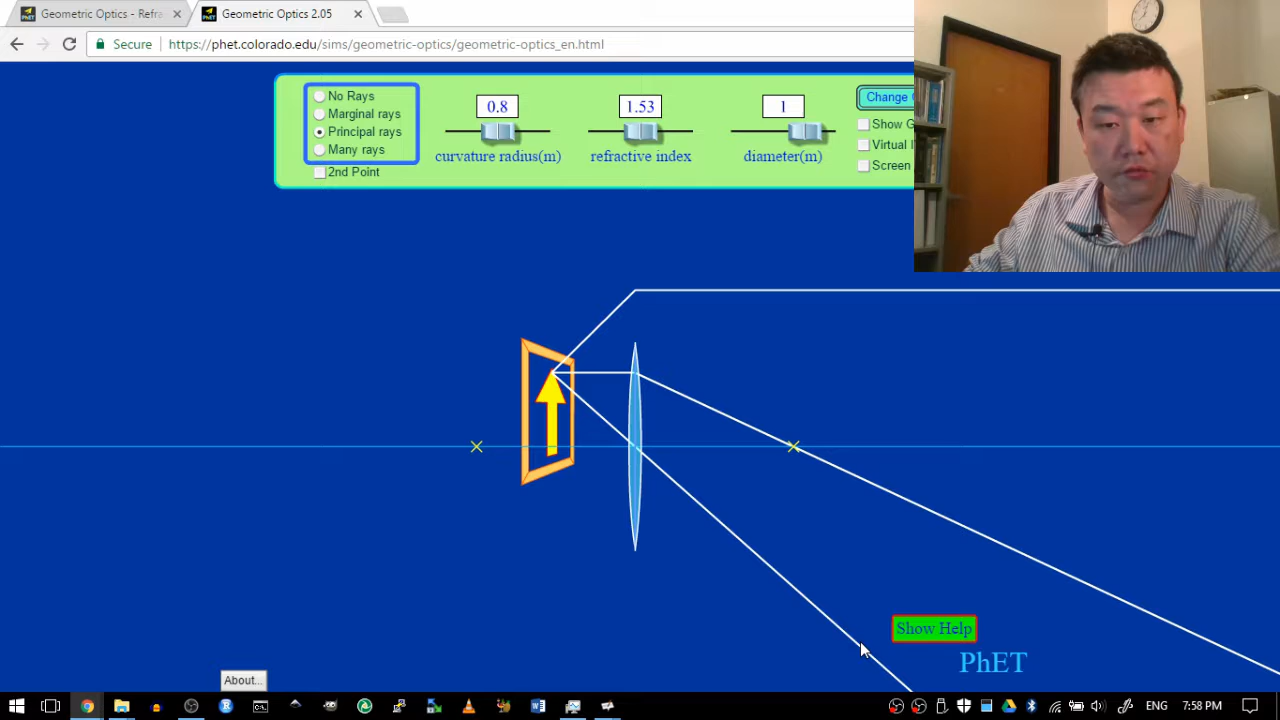 Geometric Optics - Refra
Geometric Optics 2.05
Secure
https://phet.colorado.edu/sims/geometric-optics/geometric-optics_en.html
No Rays
Marginal rays
Principal rays
Many rays
2nd Point
0.8
curvature radius(m)
1.53
refractive index
1
diameter(m)
Change
Show
Virtual
Screen
Show Help
PhET
About...
ENG
7:58 PM